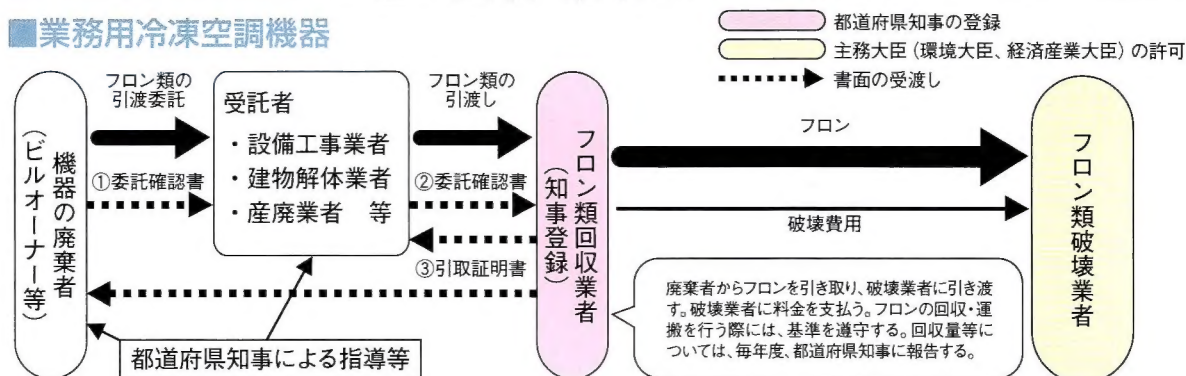 ■業務用冷凍空調機器
都道府県知事の登録
主務大臣（環境大臣、経済産業大臣）の許可
書面の受渡し
機器の廃棄者
（ビルオーナー等）
フロン類の
引渡委託
①委託確認書
受託者
・設備工事業者
・建物解体業者
・産廃業者　等
フロン類の
引渡し
②委託確認書
③引取証明書
フロン類回収業者
（知事登録）
フロン
破壊費用
廃棄者からフロンを引き取り、破壊業者に引き渡
す。破壊業者に料金を支払う。フロンの回収・運
搬を行う際には、基準を遵守する。回収量等に
ついては、毎年度、都道府県知事に報告する。
フロン類破壊業者
都道府県知事による指導等